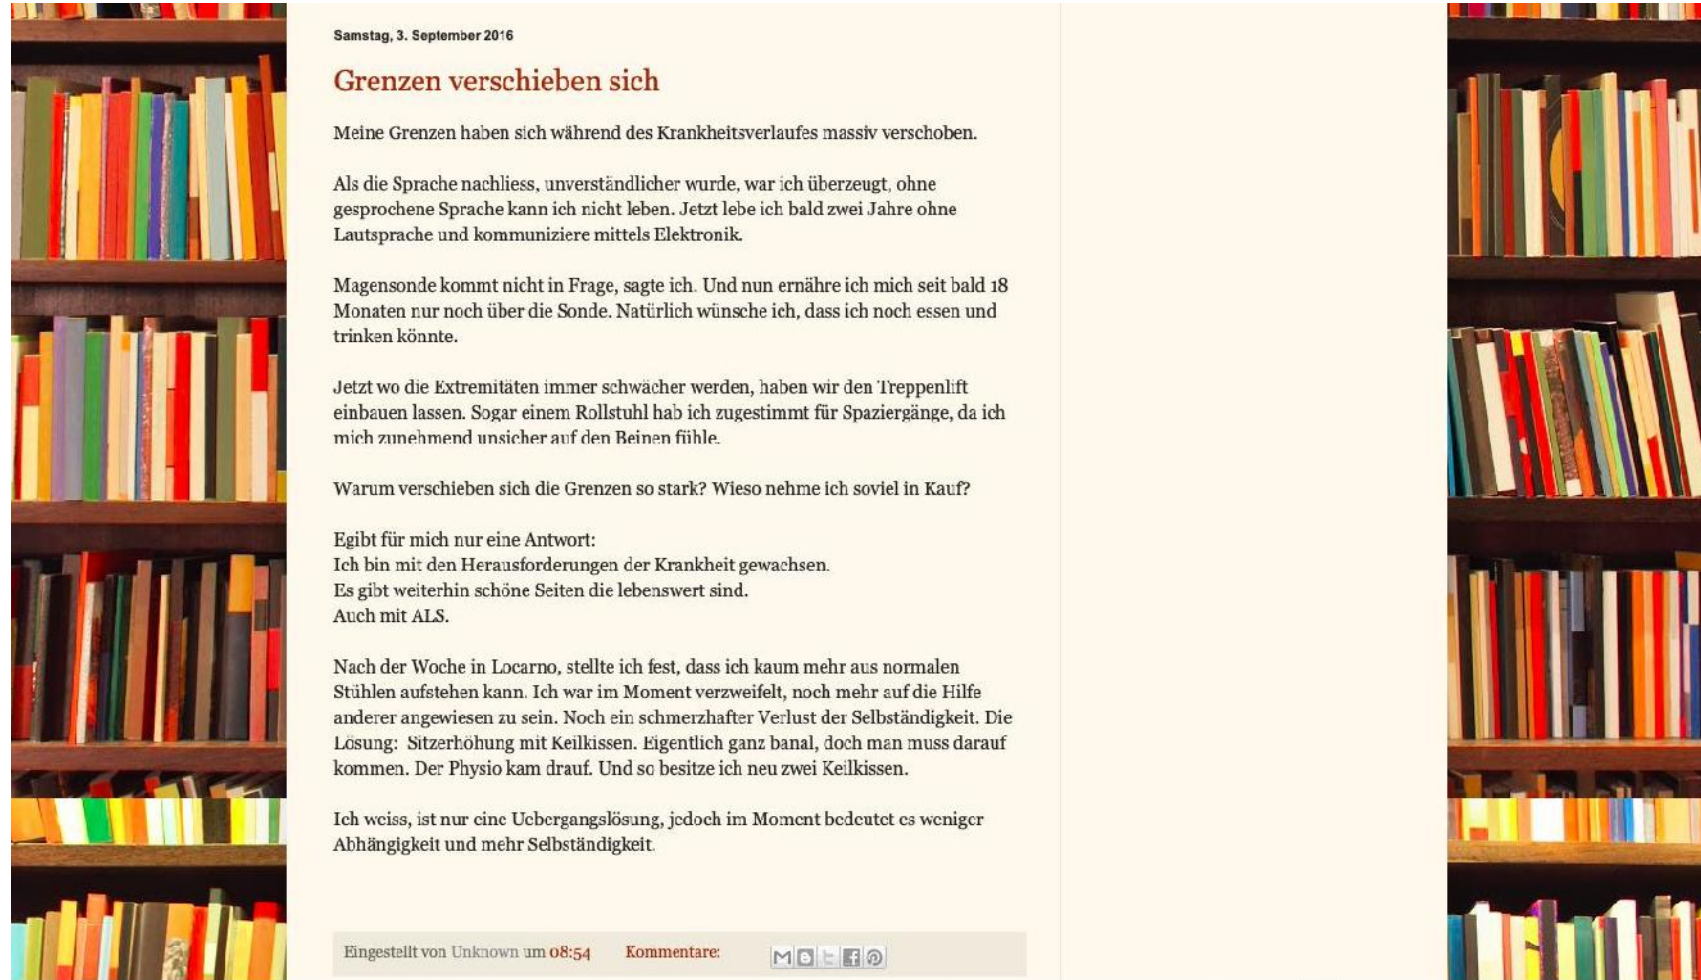 Samstag, 3. September 2016
Grenzen verschieben sich
Meine Grenzen haben sich während des Krankheitsverlaufes massiv verschoben.
Als die Sprache nachliess, unverständlicher wurde, war ich überzeugt, ohne
gesprochene Sprache kann ich nicht leben. Jetzt lebe ich bald zwei Jahre ohne
Lautsprache und kommuniziere mittels Elektronik.
Magensonde kommt nicht in Frage, sagte ich. Und nun ernähre ich mich seit bald 18
Monaten nur noch über die Sonde. Natürlich wünsche ich, dass ich noch essen und
trinken könnte.
Jetzt wo die Extremitäten immer schwächer werden, haben wir den Treppenlift
einbauen lassen. Sogar einem Rollstuhl hab ich zugestimmt für Spaziergänge, da ich
mich zunehmend unsicher auf den Beinen fühle.
Warum verschieben sich die Grenzen so stark? Wieso nehme ich soviel in Kauf?
Egibt für mich nur eine Antwort:
Ich bin mit den Herausforderungen der Krankheit gewachsen.
Es gibt weiterhin schöne Seiten die lebenswert sind.
Auch mit ALS.
Nach der Woche in Locarno, stellte ich fest, dass ich kaum mehr aus normalen
Stühlen aufstehen kann. Ich war im Moment verzweifelt, noch mehr auf die Hilfe
anderer angewiesen zu sein. Noch ein schmerzhafter Verlust der Selbständigkeit. Die
Lösung: Sitzerhöhung mit Keilkissen. Eigentlich ganz banal, doch man muss darauf
kommen. Der Physio kam drauf. Und so besitze ich neu zwei Keilkissen.
Ich weiss, ist nur eine Uebergangslösung, jedoch im Moment bedeutet es weniger
Abhängigkeit und mehr Selbständigkeit.
Eingestellt von Unknown um 08:54 Kommentare: